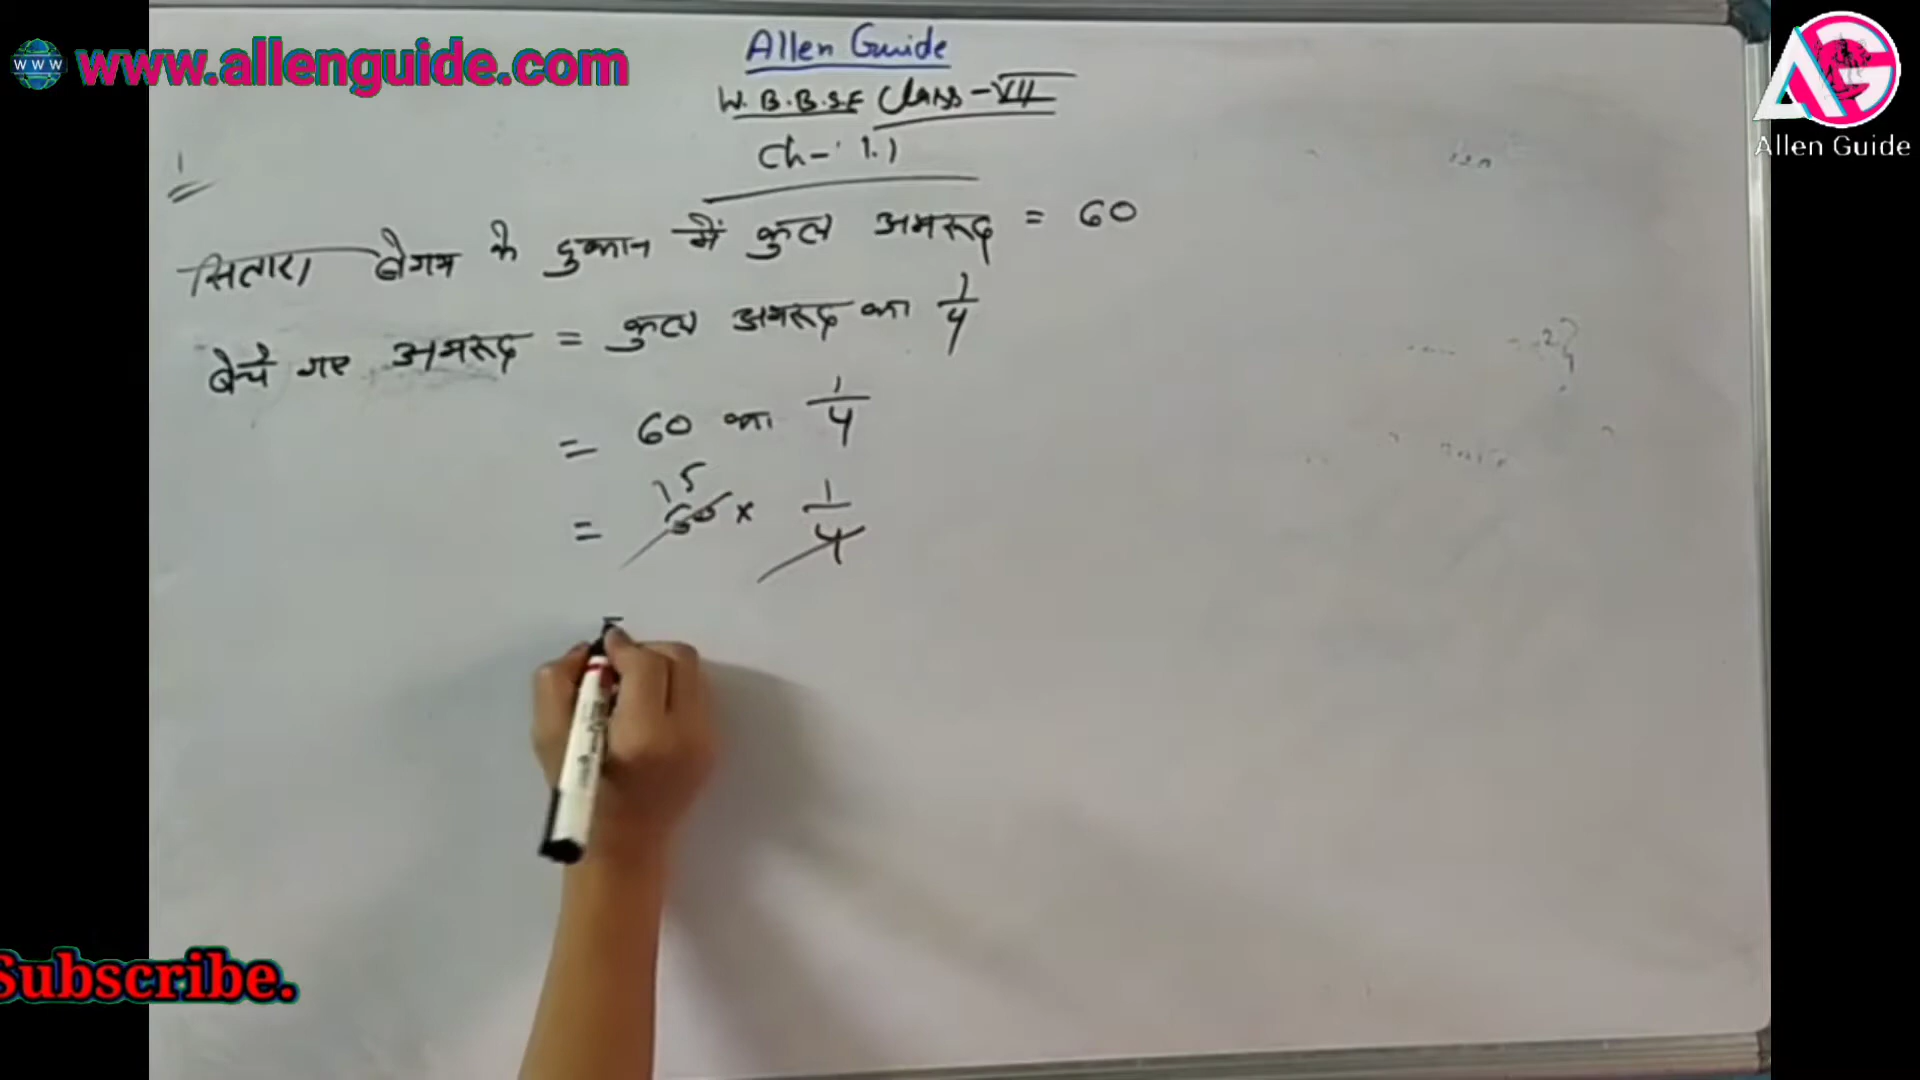 www.allenguide.com
Allen Guide
W.B.B.S.E Class-VII
Ch- 1.1
Allen Guide
1
सितारा बेगम के दुकान में कुल अमरूद = 60
बेचे गए अमरूद = कुल अमरूद का 1/4
= 60 का 1/4
15
= 60 × 1/4
Subscribe.